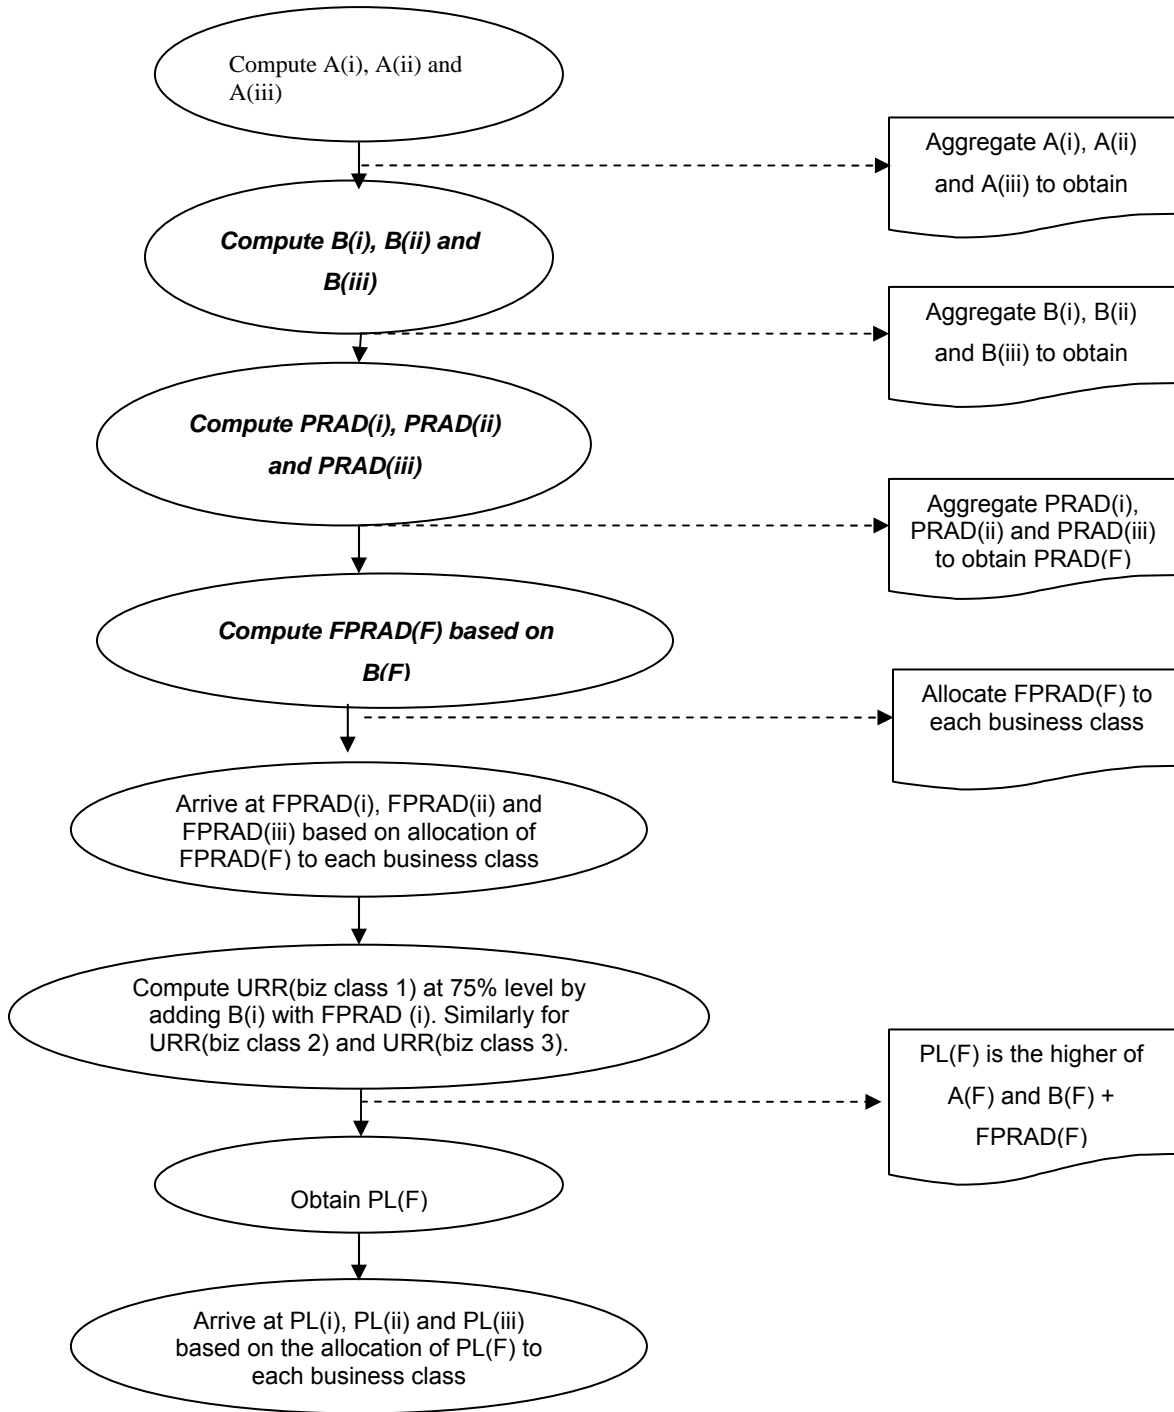 Compute A(i), A(ii) and
A(iii)
Aggregate A(i), A(ii)
and A(iii) to obtain
Compute B(i), B(ii) and
B(iii)
Aggregate B(i), B(ii)
and B(iii) to obtain
Compute PRAD(i), PRAD(ii)
and PRAD(iii)
Aggregate PRAD(i),
PRAD(ii) and PRAD(iii)
to obtain PRAD(F)
Compute FPRAD(F) based on
B(F)
Allocate FPRAD(F) to
each business class
Arrive at FPRAD(i), FPRAD(ii) and
FPRAD(iii) based on allocation of
FPRAD(F) to each business class
Compute URR(biz class 1) at 75% level by
adding B(i) with FPRAD (i). Similarly for
URR(biz class 2) and URR(biz class 3).
PL(F) is the higher of
A(F) and B(F) +
FPRAD(F)
Obtain PL(F)
Arrive at PL(i), PL(ii) and PL(iii)
based on the allocation of PL(F) to
each business class